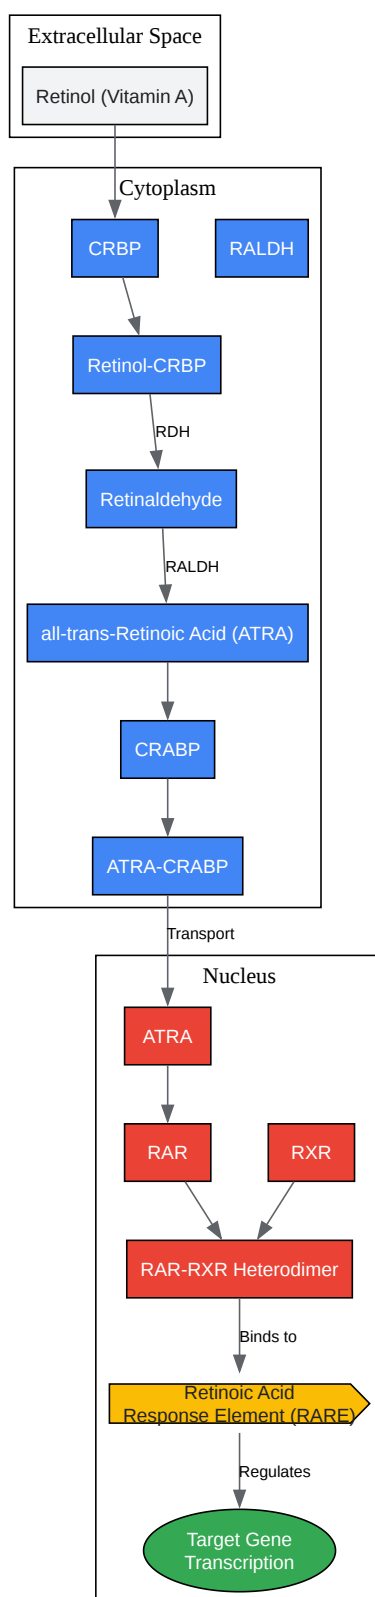 Extracellular Space
Retinol (Vitamin A)
Cytoplasm
CRBP
RALDH
Retinol-CRBP
RDH
Retinaldehyde
RALDH
all-trans-Retinoic Acid (ATRA)
CRABP
ATRA-CRABP
Transport
Nucleus
ATRA
RAR
RXR
RAR-RXR Heterodimer
Binds to
Retinoic Acid
Response Element (RARE)
Regulates
Target Gene
Transcription